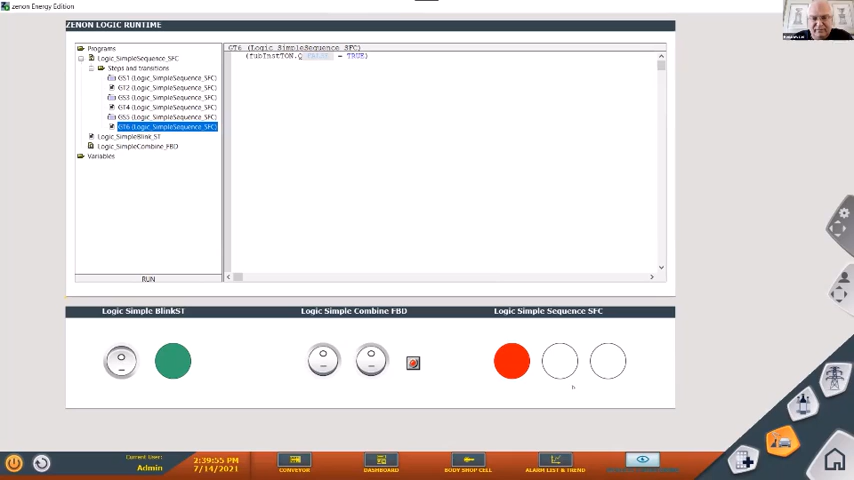 zenon Energy Edition
ZENON LOGIC RUNTIME
Programs
Logic_SimpleSequence_SFC
Steps and transitions
GS1 (Logic_SimpleSequence_SFC)
GT2 (Logic_SimpleSequence_SFC)
GS3 (Logic_SimpleSequence_SFC)
GT4 (Logic_SimpleSequence_SFC)
GS5 (Logic_SimpleSequence_SFC)
GT6 (Logic_SimpleSequence_SFC)
Logic_SimpleBlink_ST
Logic_SimpleCombine_FBD
Variables
RUN
GT6 (Logic_SimpleSequence_SFC)
(fubInstTON.Q = TRUE)
Logic Simple BlinkST
Logic Simple Combine FBD
Logic Simple Sequence SFC
Current User:
Admin
2:39:55 PM
7/14/2021
CONVEYOR
DASHBOARD
BODY SHOP CELL
ALARM LIST & TREND